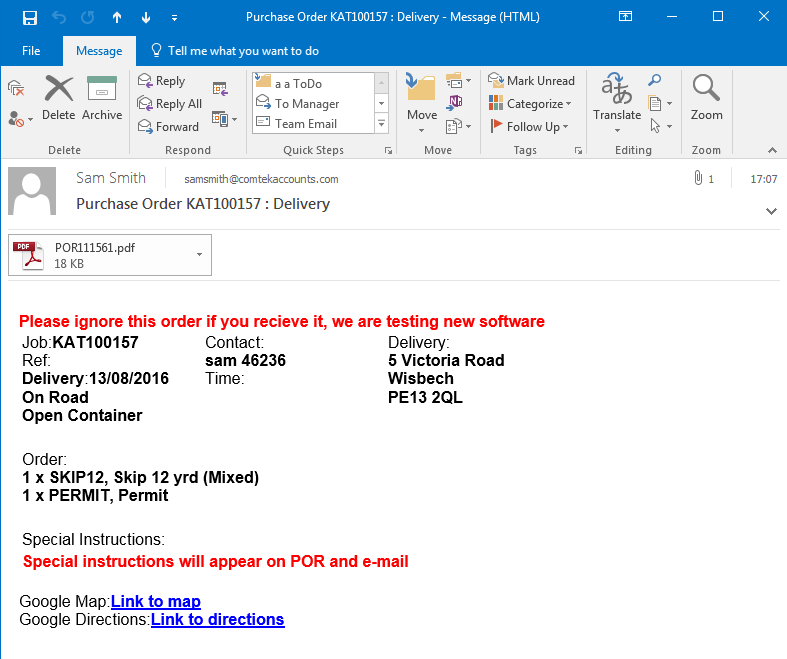 Purchase Order KAT100157 : Delivery - Message (HTML)
File Message Tell me what you want to do
Delete Archive
Delete
Reply
Reply All
Forward
Respond
a a ToDo
To Manager
Team Email
Quick Steps
Move
Move
Mark Unread
Categorize
Follow Up
Tags
Translate
Editing
Zoom
Zoom
Sam Smith samsmith@comtekaccounts.com 1 17:07
Purchase Order KAT100157 : Delivery
PDF
POR111561.pdf
18 KB
Please ignore this order if you recieve it, we are testing new software
Job:KAT100157 Contact: Delivery:
Ref: sam 46236 5 Victoria Road
Delivery:13/08/2016 Time: Wisbech
On Road PE13 2QL
Open Container
Order:
1 x SKIP12, Skip 12 yrd (Mixed)
1 x PERMIT, Permit
Special Instructions:
Special instructions will appear on POR and e-mail
Google Map:Link to map
Google Directions:Link to directions